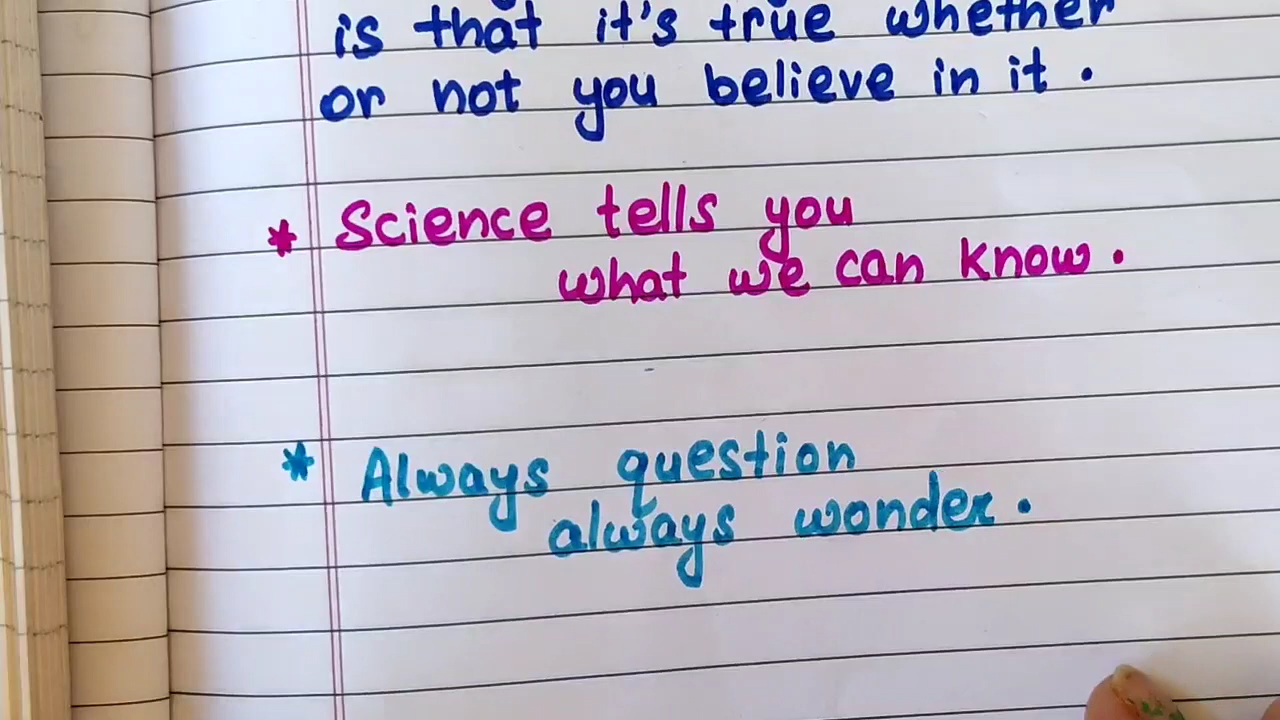 is that it's true whether
or not you believe in it .
* Science tells you
what we can know .
* Always question
always wonder .